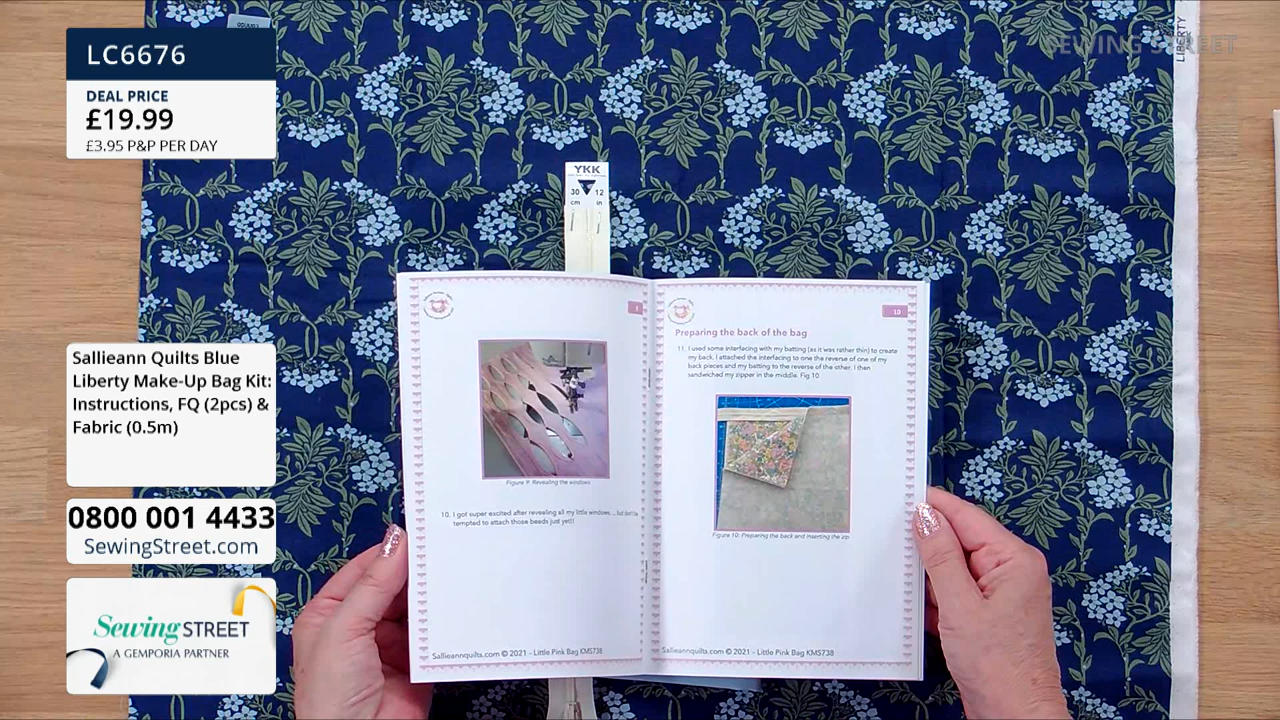 LC6676
DEAL PRICE
£19.99
£3.95 P&P PER DAY
Sallieann Quilts Blue
Liberty Make-Up Bag Kit:
Instructions, FQ (2pcs) &
Fabric (0.5m)
0800 001 4433
SewingStreet.com
Sewing STREET
A GEMPORIA PARTNER
SEWING STREET
LIBERTY
YKK
30 12
cm in
Figure 9: Revealing the windows
10. I got super excited after revealing all my little windows... but don't be
tempted to attach those beads just yet!!
Sallieannquilts.com © 2021 - Little Pink Bag KMS738
10
Preparing the back of the bag
11. I used some interfacing with my batting (as it was rather thin) to create
my back. I attached the interfacing to one the reverse of one of my
back pieces and my batting to the reverse of the other. I then
sandwiched my zipper in the middle. Fig 10
Figure 10: Preparing the back and inserting the zip
Sallieannquilts.com © 2021 - Little Pink Bag KMS738